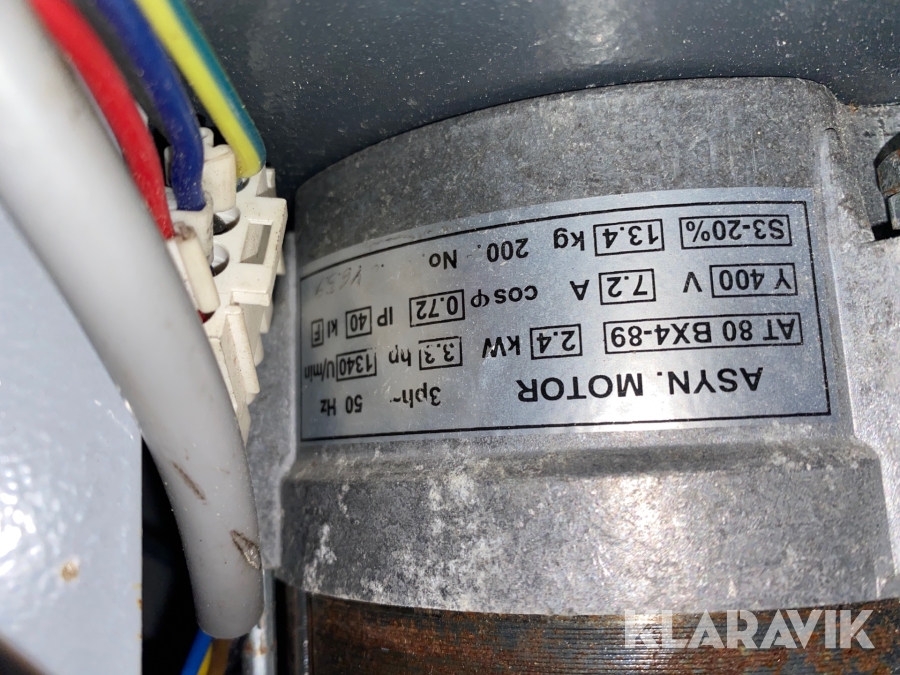 ASYN. MOTOR 3ph~ 50 Hz
AT 80 BX4-89 2.4 kW 3.3 hp 1340 U/min
Y 400 V 7.2 A cosφ 0.72 IP 40 kl F
S3-20% 13.4 kg 200. No.
KLARAVIK